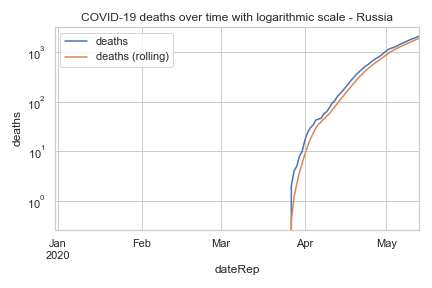 COVID-19 deaths over time with logarithmic scale - Russia
deaths
deaths (rolling)
10³
10²
10¹
10⁰
deaths
Jan
2020
Feb
Mar
Apr
May
dateRep